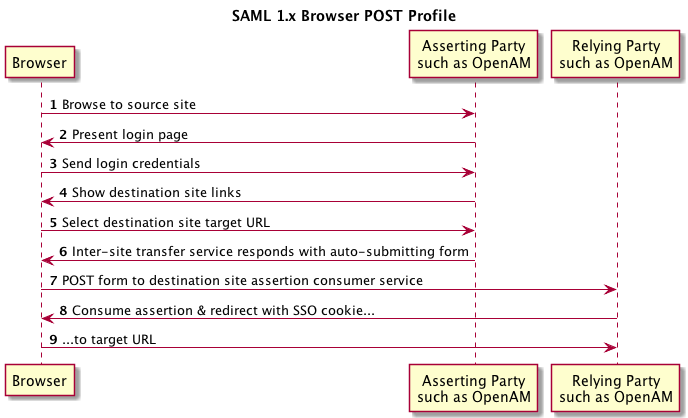 SAML 1.x Browser POST Profile
Browser
Asserting Party
such as OpenAM
Relying Party
such as OpenAM
1 Browse to source site
2 Present login page
3 Send login credentials
4 Show destination site links
5 Select destination site target URL
6 Inter-site transfer service responds with auto-submitting form
7 POST form to destination site assertion consumer service
8 Consume assertion & redirect with SSO cookie...
9 ...to target URL
Browser
Asserting Party
such as OpenAM
Relying Party
such as OpenAM